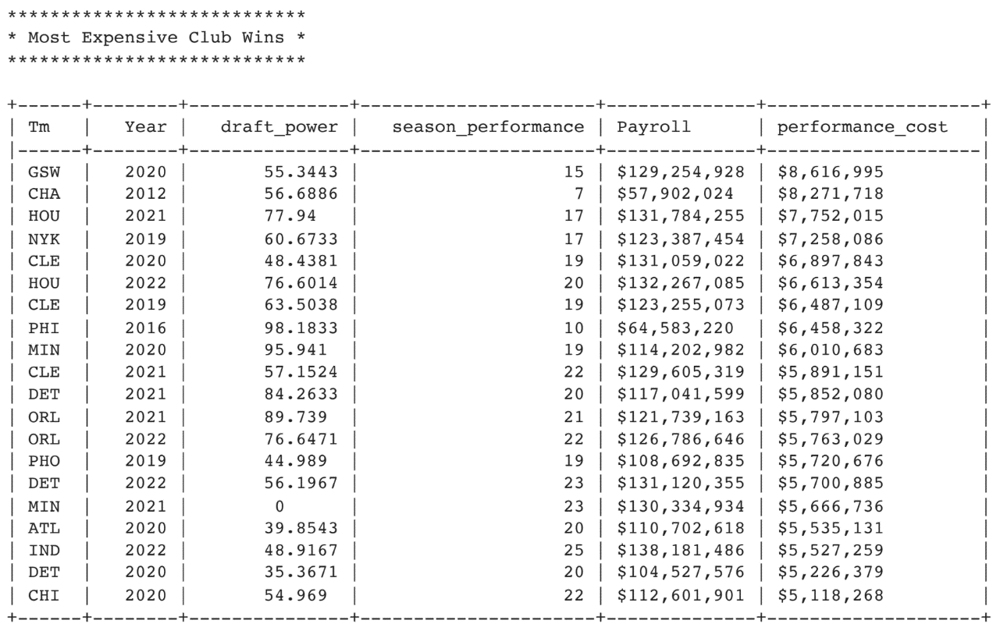 ****************************
* Most Expensive Club Wins *
****************************
+------+--------+---------------+----------------------+--------------+--------------------+
| Tm   |   Year |   draft_power |   season_performance | Payroll      | performance_cost   |
|------+--------+---------------+----------------------+--------------+--------------------|
| GSW  |   2020 |       55.3443 |                   15 | $129,254,928 | $8,616,995         |
| CHA  |   2012 |       56.6886 |                    7 | $57,902,024  | $8,271,718         |
| HOU  |   2021 |       77.94   |                   17 | $131,784,255 | $7,752,015         |
| NYK  |   2019 |       60.6733 |                   17 | $123,387,454 | $7,258,086         |
| CLE  |   2020 |       48.4381 |                   19 | $131,059,022 | $6,897,843         |
| HOU  |   2022 |       76.6014 |                   20 | $132,267,085 | $6,613,354         |
| CLE  |   2019 |       63.5038 |                   19 | $123,255,073 | $6,487,109         |
| PHI  |   2016 |       98.1833 |                   10 | $64,583,220  | $6,458,322         |
| MIN  |   2020 |       95.941  |                   19 | $114,202,982 | $6,010,683         |
| CLE  |   2021 |       57.1524 |                   22 | $129,605,319 | $5,891,151         |
| DET  |   2021 |       84.2633 |                   20 | $117,041,599 | $5,852,080         |
| ORL  |   2021 |       89.739  |                   21 | $121,739,163 | $5,797,103         |
| ORL  |   2022 |       76.6471 |                   22 | $126,786,646 | $5,763,029         |
| PHO  |   2019 |       44.989  |                   19 | $108,692,835 | $5,720,676         |
| DET  |   2022 |       56.1967 |                   23 | $131,120,355 | $5,700,885         |
| MIN  |   2021 |        0      |                   23 | $130,334,934 | $5,666,736         |
| ATL  |   2020 |       39.8543 |                   20 | $110,702,618 | $5,535,131         |
| IND  |   2022 |       48.9167 |                   25 | $138,181,486 | $5,527,259         |
| DET  |   2020 |       35.3671 |                   20 | $104,527,576 | $5,226,379         |
| CHI  |   2020 |       54.969  |                   22 | $112,601,901 | $5,118,268         |
+------+--------+---------------+----------------------+--------------+--------------------+